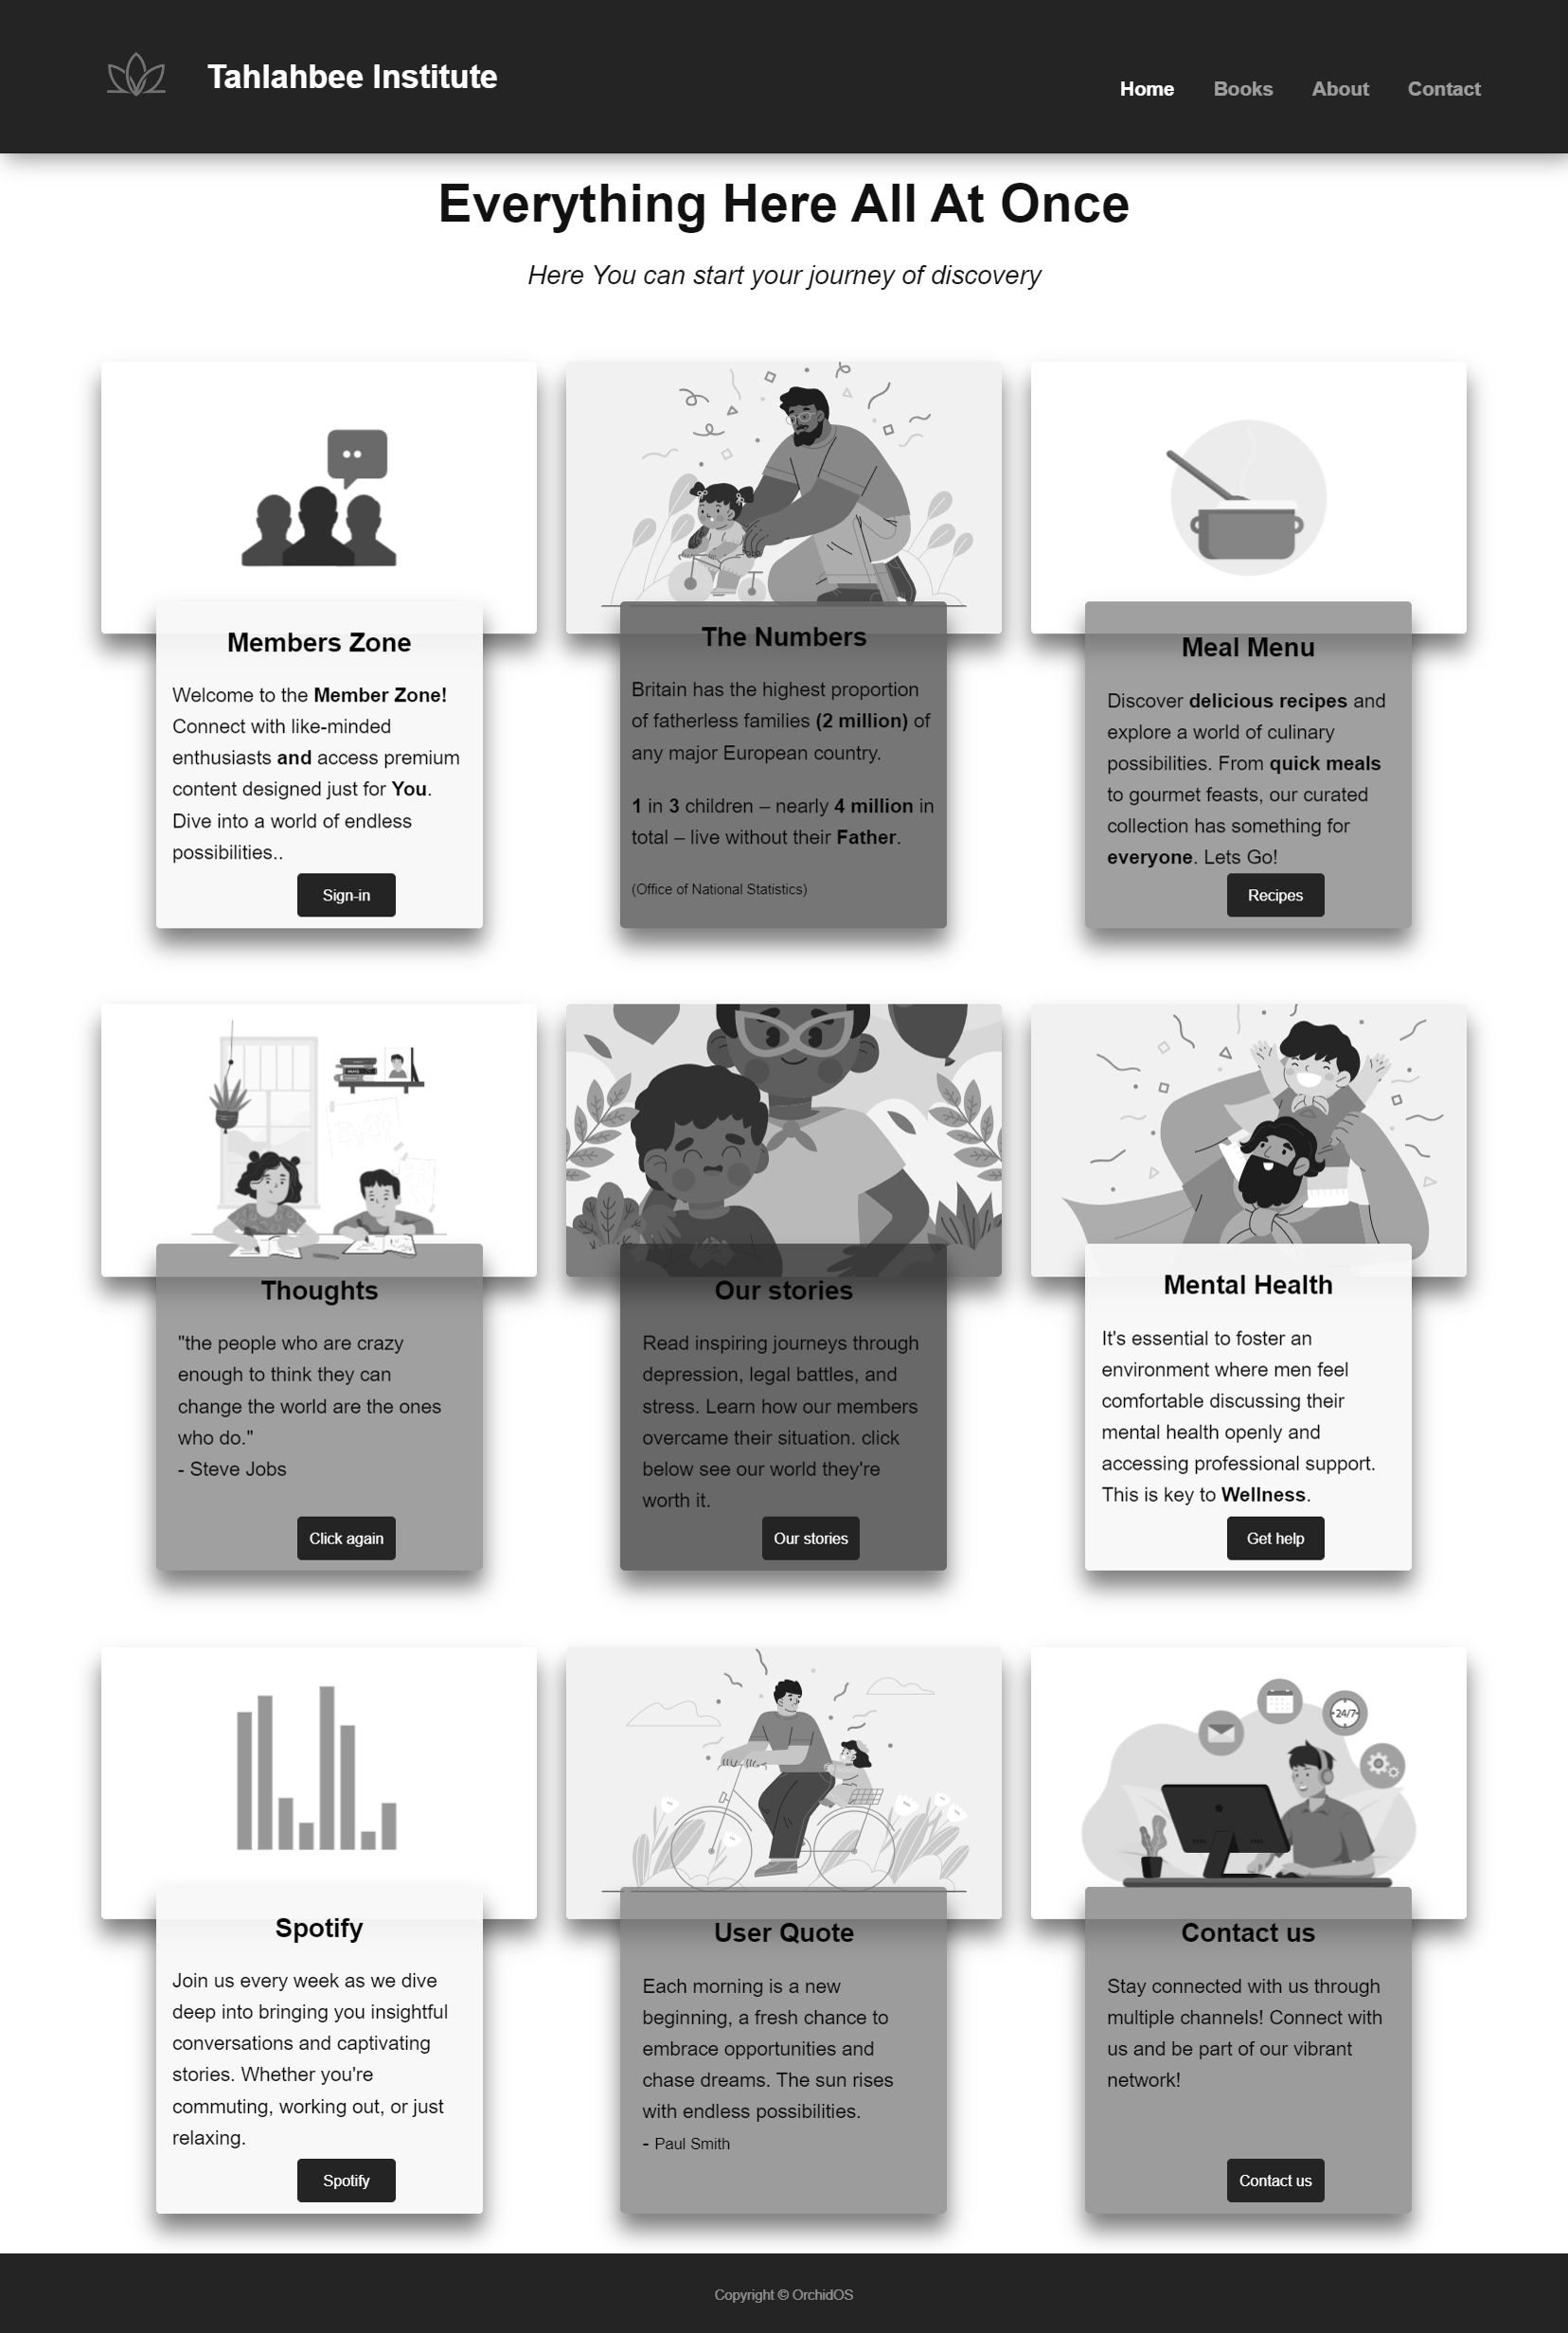 Tahlahbee Institute
Home Books About Contact
Everything Here All At Once
Here You can start your journey of discovery
Members Zone
Welcome to the Member Zone!
Connect with like-minded
enthusiasts and access premium
content designed just for You.
Dive into a world of endless
possibilities..
Sign-in
The Numbers
Britain has the highest proportion
of fatherless families (2 million) of
any major European country.
1 in 3 children – nearly 4 million in
total – live without their Father.
(Office of National Statistics)
Meal Menu
Discover delicious recipes and
explore a world of culinary
possibilities. From quick meals
to gourmet feasts, our curated
collection has something for
everyone. Lets Go!
Recipes
Thoughts
"the people who are crazy
enough to think they can
change the world are the ones
who do."
- Steve Jobs
Click again
Our stories
Read inspiring journeys through
depression, legal battles, and
stress. Learn how our members
overcame their situation. click
below see our world they're
worth it.
Our stories
Mental Health
It's essential to foster an
environment where men feel
comfortable discussing their
mental health openly and
accessing professional support.
This is key to Wellness.
Get help
Spotify
Join us every week as we dive
deep into bringing you insightful
conversations and captivating
stories. Whether you're
commuting, working out, or just
relaxing.
Spotify
User Quote
Each morning is a new
beginning, a fresh chance to
embrace opportunities and
chase dreams. The sun rises
with endless possibilities.
- Paul Smith
24/7
Contact us
Stay connected with us through
multiple channels! Connect with
us and be part of our vibrant
network!
Contact us
Copyright © OrchidOS